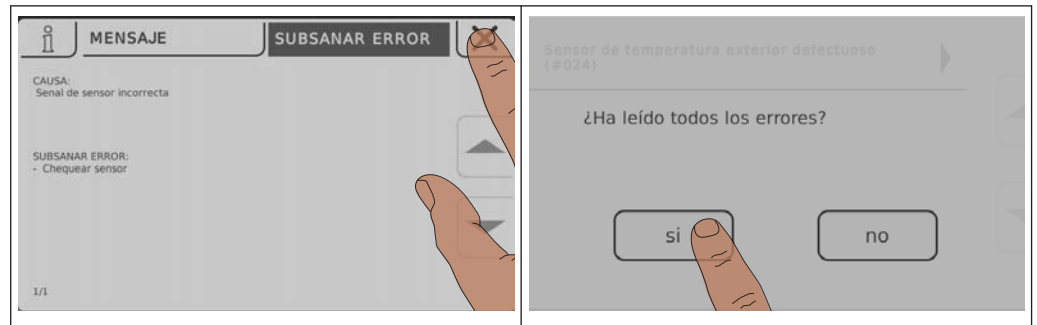 MENSAJE
SUBSANAR ERROR
CAUSA:
Senal de sensor incorrecta
SUBSANAR ERROR:
- Chequear sensor
1/1
Sensor de temperatura exterior defectuoso
(#024)
¿Ha leído todos los errores?
si
no